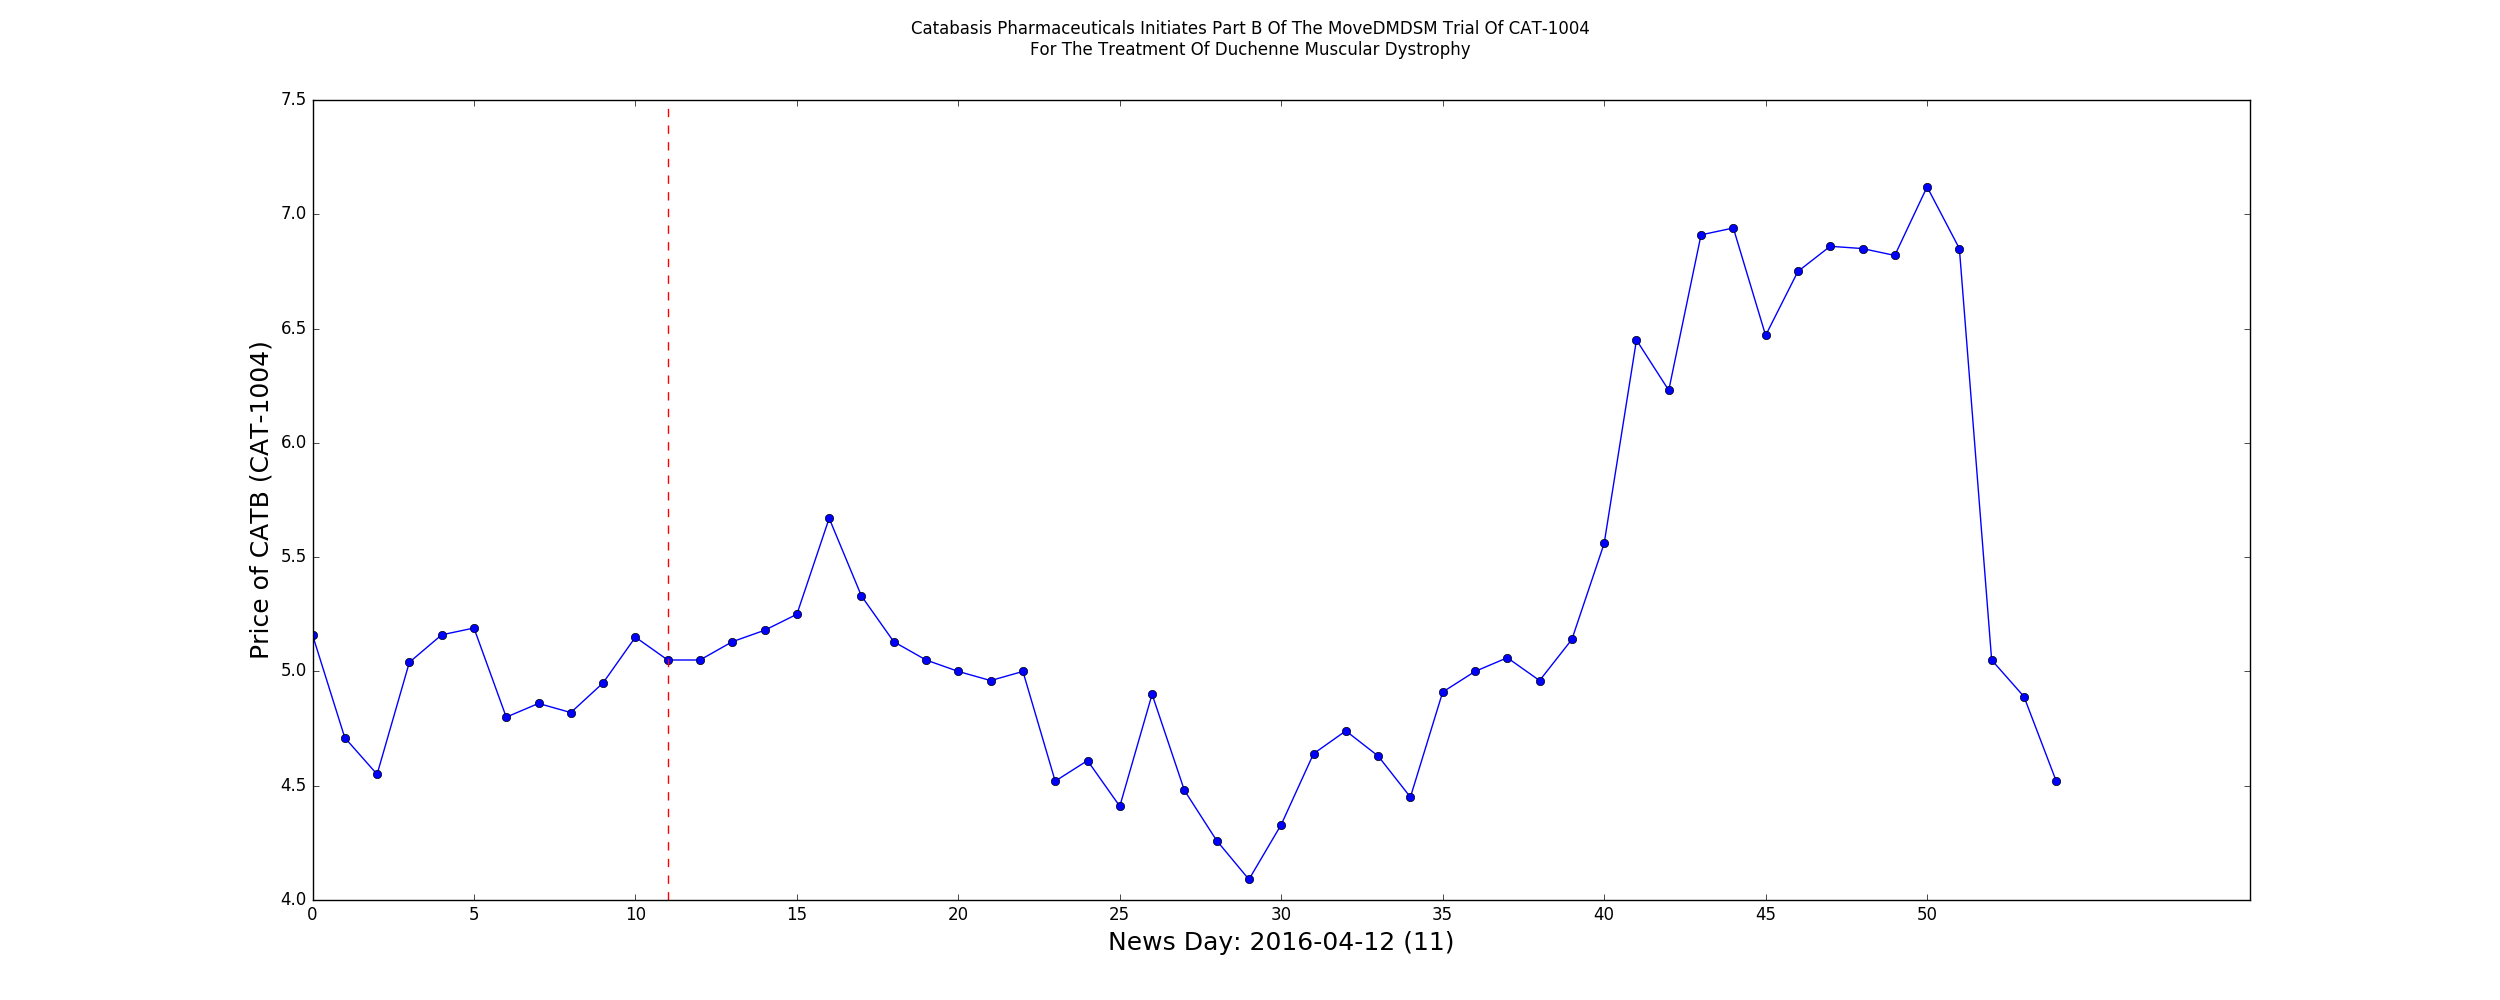 Catabasis Pharmaceuticals Initiates Part B Of The MoveDMDSM Trial Of CAT-1004
For The Treatment Of Duchenne Muscular Dystrophy
7.5
7.0
6.5
6.0
5.5
5.0
4.5
4.0
Price of CATB (CAT-1004)
0 5 10 15 20 25 30 35 40 45 50
News Day: 2016-04-12 (11)